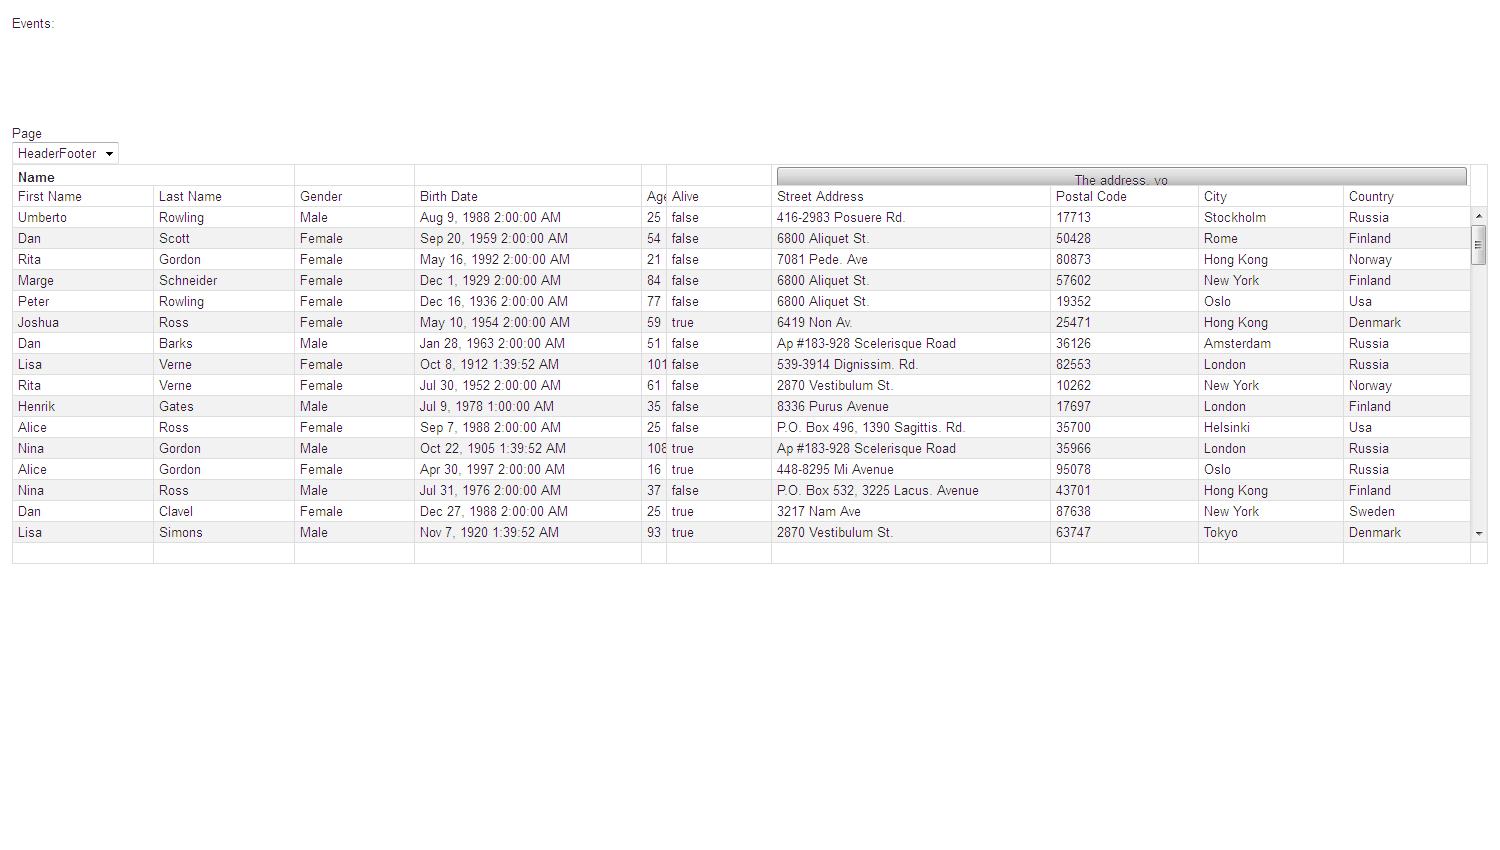 Events:
Page
HeaderFooter
Name The address, yo
First Name Last Name Gender Birth Date Age Alive Street Address Postal Code City Country
Umberto Rowling Male Aug 9, 1988 2:00:00 AM 25 false 416-2983 Posuere Rd. 17713 Stockholm Russia
Dan Scott Female Sep 20, 1959 2:00:00 AM 54 false 6800 Aliquet St. 50428 Rome Finland
Rita Gordon Female May 16, 1992 2:00:00 AM 21 false 7081 Pede. Ave 80873 Hong Kong Norway
Marge Schneider Female Dec 1, 1929 2:00:00 AM 84 false 6800 Aliquet St. 57602 New York Finland
Peter Rowling Female Dec 16, 1936 2:00:00 AM 77 false 6800 Aliquet St. 19352 Oslo Usa
Joshua Ross Female May 10, 1954 2:00:00 AM 59 true 6419 Non Av. 25471 Hong Kong Denmark
Dan Barks Male Jan 28, 1963 2:00:00 AM 51 false Ap #183-928 Scelerisque Road 36126 Amsterdam Russia
Lisa Verne Female Oct 8, 1912 1:39:52 AM 101 false 539-3914 Dignissim. Rd. 82553 London Russia
Rita Verne Female Jul 30, 1952 2:00:00 AM 61 false 2870 Vestibulum St. 10262 New York Norway
Henrik Gates Male Jul 9, 1978 1:00:00 AM 35 false 8336 Purus Avenue 17697 London Finland
Alice Ross Female Sep 7, 1988 2:00:00 AM 25 false P.O. Box 496, 1390 Sagittis. Rd. 35700 Helsinki Usa
Nina Gordon Male Oct 22, 1905 1:39:52 AM 108 true Ap #183-928 Scelerisque Road 35966 London Russia
Alice Gordon Female Apr 30, 1997 2:00:00 AM 16 true 448-8295 Mi Avenue 95078 Oslo Russia
Nina Ross Male Jul 31, 1976 2:00:00 AM 37 false P.O. Box 532, 3225 Lacus. Avenue 43701 Hong Kong Finland
Dan Clavel Female Dec 27, 1988 2:00:00 AM 25 true 3217 Nam Ave 87638 New York Sweden
Lisa Simons Male Nov 7, 1920 1:39:52 AM 93 true 2870 Vestibulum St. 63747 Tokyo Denmark